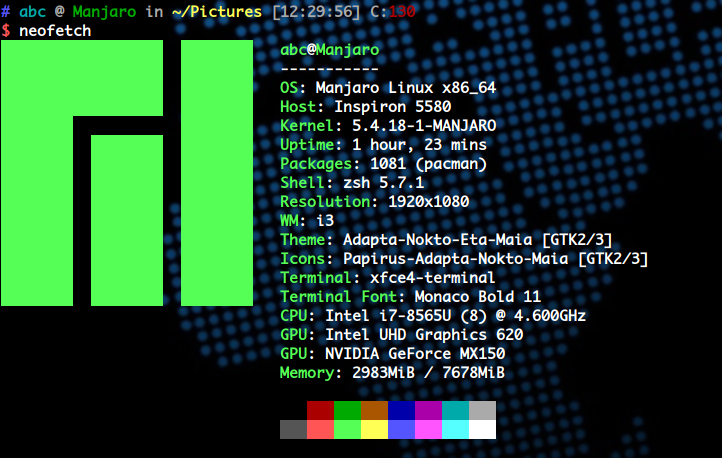 # abc @ Manjaro in ~/Pictures [12:29:56] C:130
$ neofetch
abc@Manjaro
-----------
OS: Manjaro Linux x86_64
Host: Inspiron 5580
Kernel: 5.4.18-1-MANJARO
Uptime: 1 hour, 23 mins
Packages: 1081 (pacman)
Shell: zsh 5.7.1
Resolution: 1920x1080
WM: i3
Theme: Adapta-Nokto-Eta-Maia [GTK2/3]
Icons: Papirus-Adapta-Nokto-Maia [GTK2/3]
Terminal: xfce4-terminal
Terminal Font: Monaco Bold 11
CPU: Intel i7-8565U (8) @ 4.600GHz
GPU: Intel UHD Graphics 620
GPU: NVIDIA GeForce MX150
Memory: 2983MiB / 7678MiB